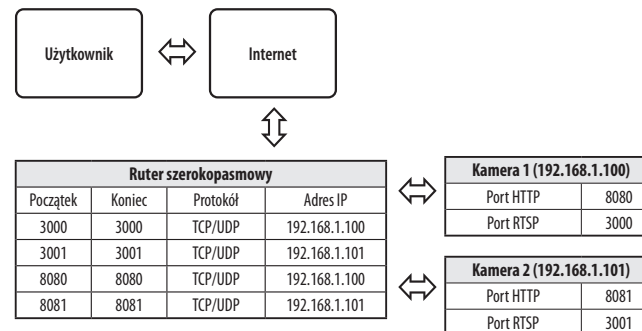 Użytkownik
Internet
Ruter szerokopasmowy
Początek Koniec Protokół Adres IP
3000 3000 TCP/UDP 192.168.1.100
3001 3001 TCP/UDP 192.168.1.101
8080 8080 TCP/UDP 192.168.1.100
8081 8081 TCP/UDP 192.168.1.101
Kamera 1 (192.168.1.100)
Port HTTP 8080
Port RTSP 3000
Kamera 2 (192.168.1.101)
Port HTTP 8081
Port RTSP 3001